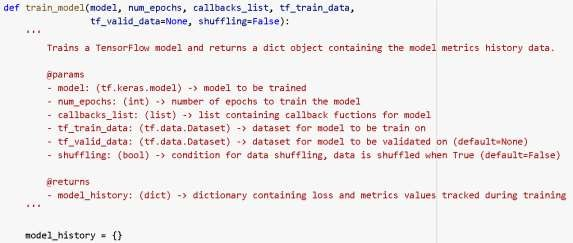 def train_model(model, num_epochs, callbacks_list, tf_train_data,
tf_valid_data=None, shuffling=False):
'''
Trains a TensorFlow model and returns a dict object containing the model metrics history data.
@params
- model: (tf.keras.model) -> model to be trained
- num_epochs: (int) -> number of epochs to train the model
- callbacks_list: (list) -> list containing callback fuctions for model
- tf_train_data: (tf.data.Dataset) -> dataset for model to be train on
- tf_valid_data: (tf.data.Dataset) -> dataset for model to be validated on (default=None)
- shuffling: (bool) -> condition for data shuffling, data is shuffled when True (default=False)
@returns
- model_history: (dict) -> dictionary containing loss and metrics values tracked during training
'''
model_history = {}